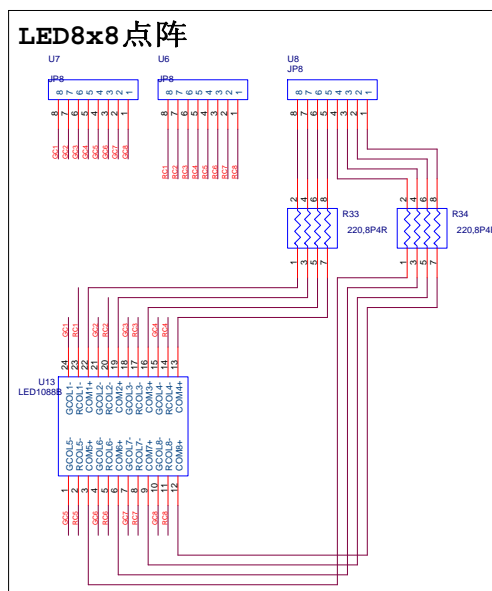 LED8x8点阵
U7
U6
U8
JP8
JP8
JP8
8 7 6 5 4 3 2 1
8 7 6 5 4 3 2 1
8 7 6 5 4 3 2 1
8 7 6 5 4 3 2 1
8 7 6 5 4 3 2 1
8 7 6 5 4 3 2 1
GC1 GC2 GC3 GC4 GC5 GC6 GC7 GC8
RC1 RC2 RC3 RC4 RC5 RC6 RC7 RC8
2 4 6 8
2 4 6 8
R33
R34
220,8P4R
220,8P4R
1 3 5 7
1 3 5 7
GC1 RC1 GC2 RC2 GC3 RC3 GC4 RC4
24 23 22 21 20 19 18 17 16 15 14 13
U13
LED1088B
GCOL1- RCOL1- COM1+ GCOL2- RCOL2- COM2+ GCOL3- RCOL3- COM3+ GCOL4- RCOL4- COM4+
GCOL5- RCOL5- COM5+ GCOL6- RCOL6- COM6+ GCOL7- RCOL7- COM7+ GCOL8- RCOL8- COM8+
1 2 3 4 5 6 7 8 9 10 11 12
GC5 RC5 GC6 RC6 GC7 RC7 GC8 RC8